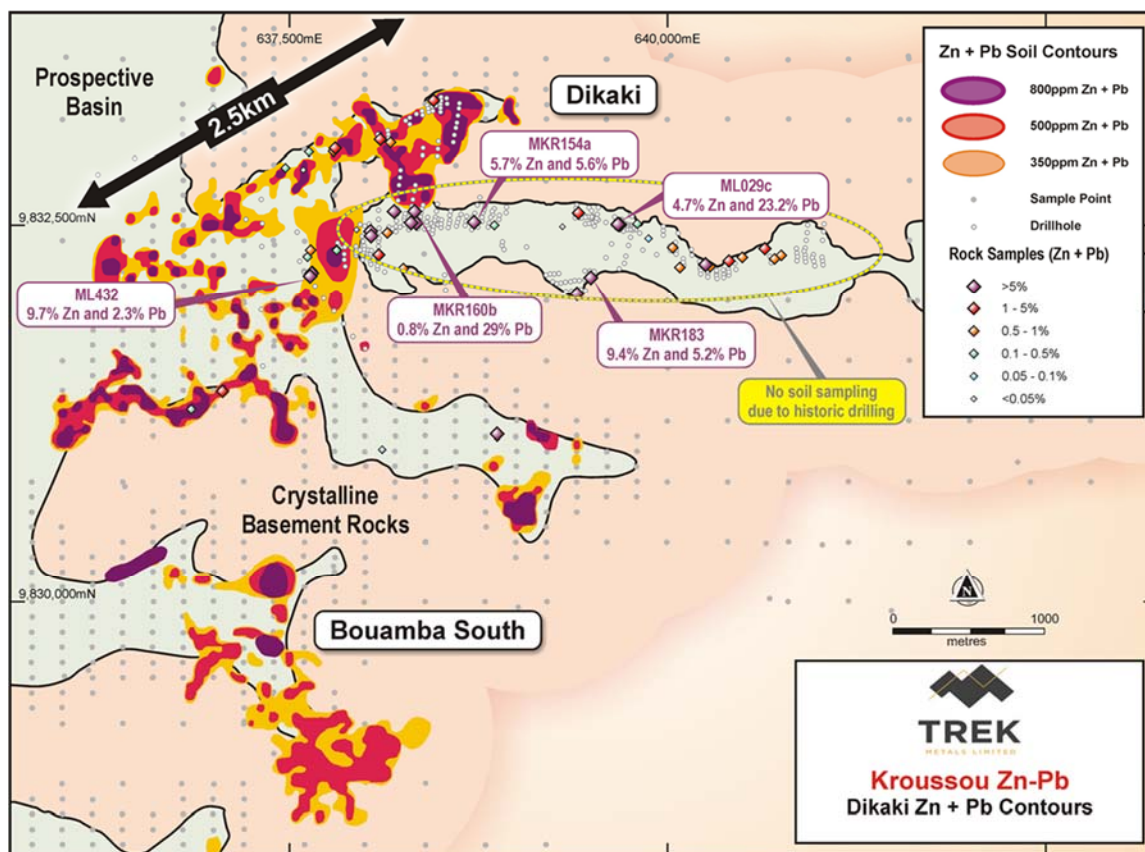 637,500mE
640,000mE
Prospective
Basin
2.5km
Dikaki
MKR154a
5.7% Zn and 5.6% Pb
ML029c
4.7% Zn and 23.2% Pb
9,832,500mN
ML432
9.7% Zn and 2.3% Pb
MKR160b
0.8% Zn and 29% Pb
MKR183
9.4% Zn and 5.2% Pb
No soil sampling
due to historic drilling
Crystalline
Basement Rocks
9,830,000mN
Bouamba South
Zn + Pb Soil Contours
800ppm Zn + Pb
500ppm Zn + Pb
350ppm Zn + Pb
Sample Point
Drillhole
Rock Samples (Zn + Pb)
>5%
1 - 5%
0.5 - 1%
0.1 - 0.5%
0.05 - 0.1%
<0.05%
N
0 1000
metres
TREK
METALS LIMITED
Kroussou Zn-Pb
Dikaki Zn + Pb Contours